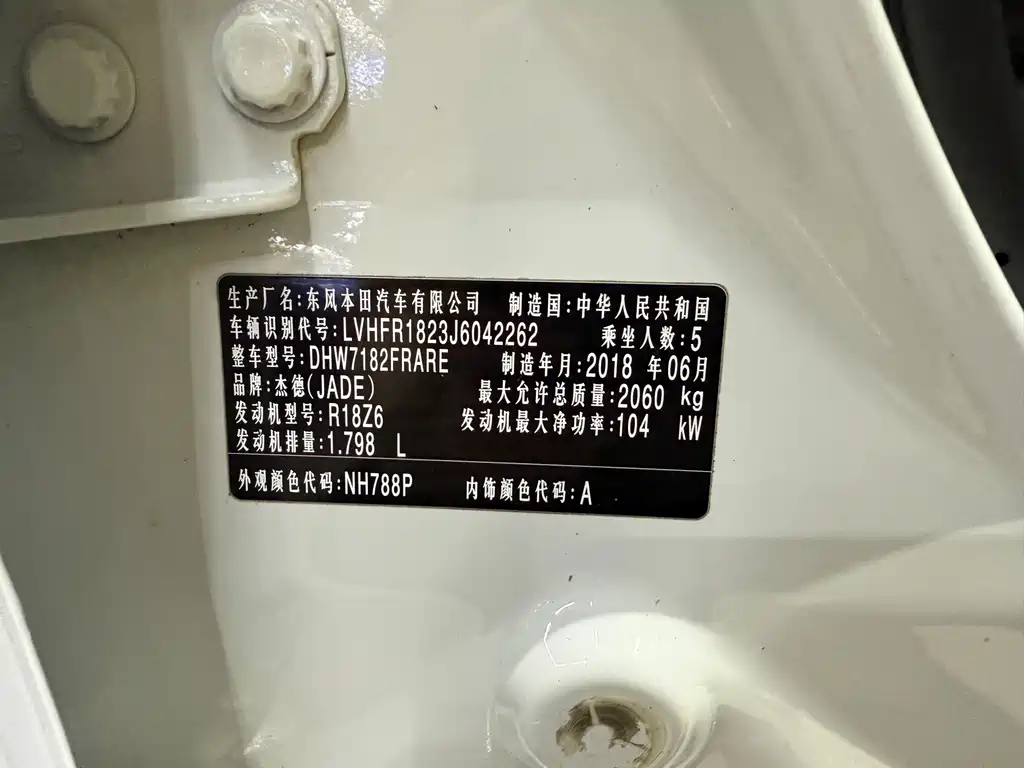 生产厂名:东风本田汽车有限公司 制造国:中华人民共和国
车辆识别代号:LVHFR1823J6042262 乘坐人数:5
整车型号:DHW7182FRARE 制造年月:2018 年06月
品牌:杰德(JADE) 最大允许总质量:2060 kg
发动机型号:R18Z6 发动机最大净功率:104 kW
发动机排量:1.798 L
外观颜色代码:NH788P 内饰颜色代码:A